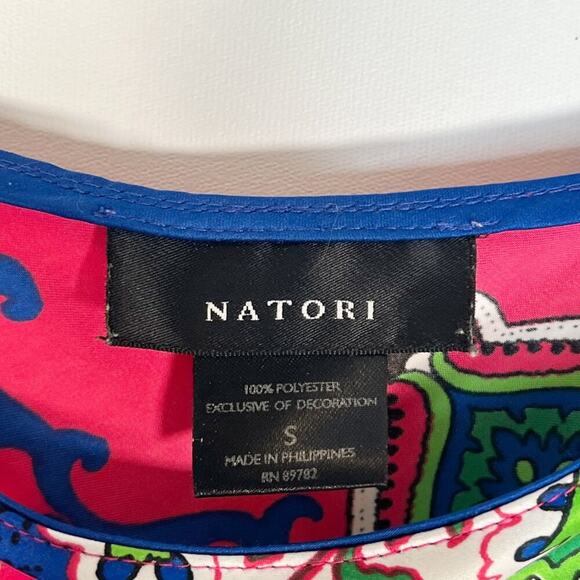 NATORI
100% POLYESTER
EXCLUSIVE OF DECORATION
S
MADE IN PHILIPPINES
RN 89782